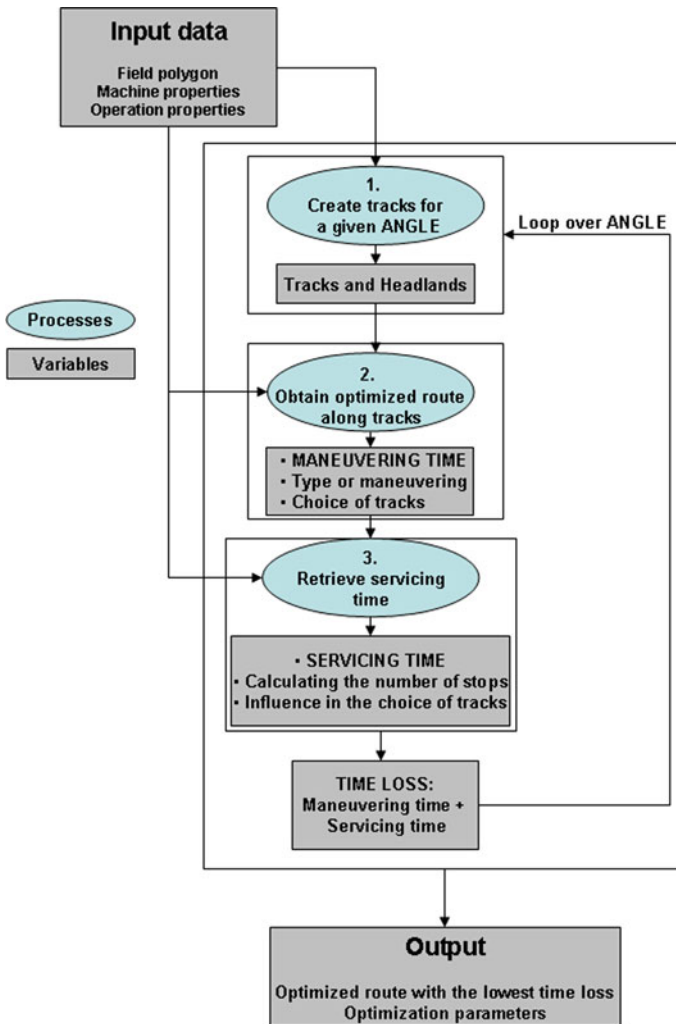 Input data
Field polygon
Machine properties
Operation properties
1.
Create tracks for
a given ANGLE
Loop over ANGLE
Tracks and Headlands
Processes
Variables
2.
Obtain optimized route
along tracks
• MANEUVERING TIME
• Type or maneuvering
• Choice of tracks
3.
Retrieve servicing
time
• SERVICING TIME
• Calculating the number of stops
• Influence in the choice of tracks
TIME LOSS:
Maneuvering time +
Servicing time
Output
Optimized route with the lowest time loss
Optimization parameters